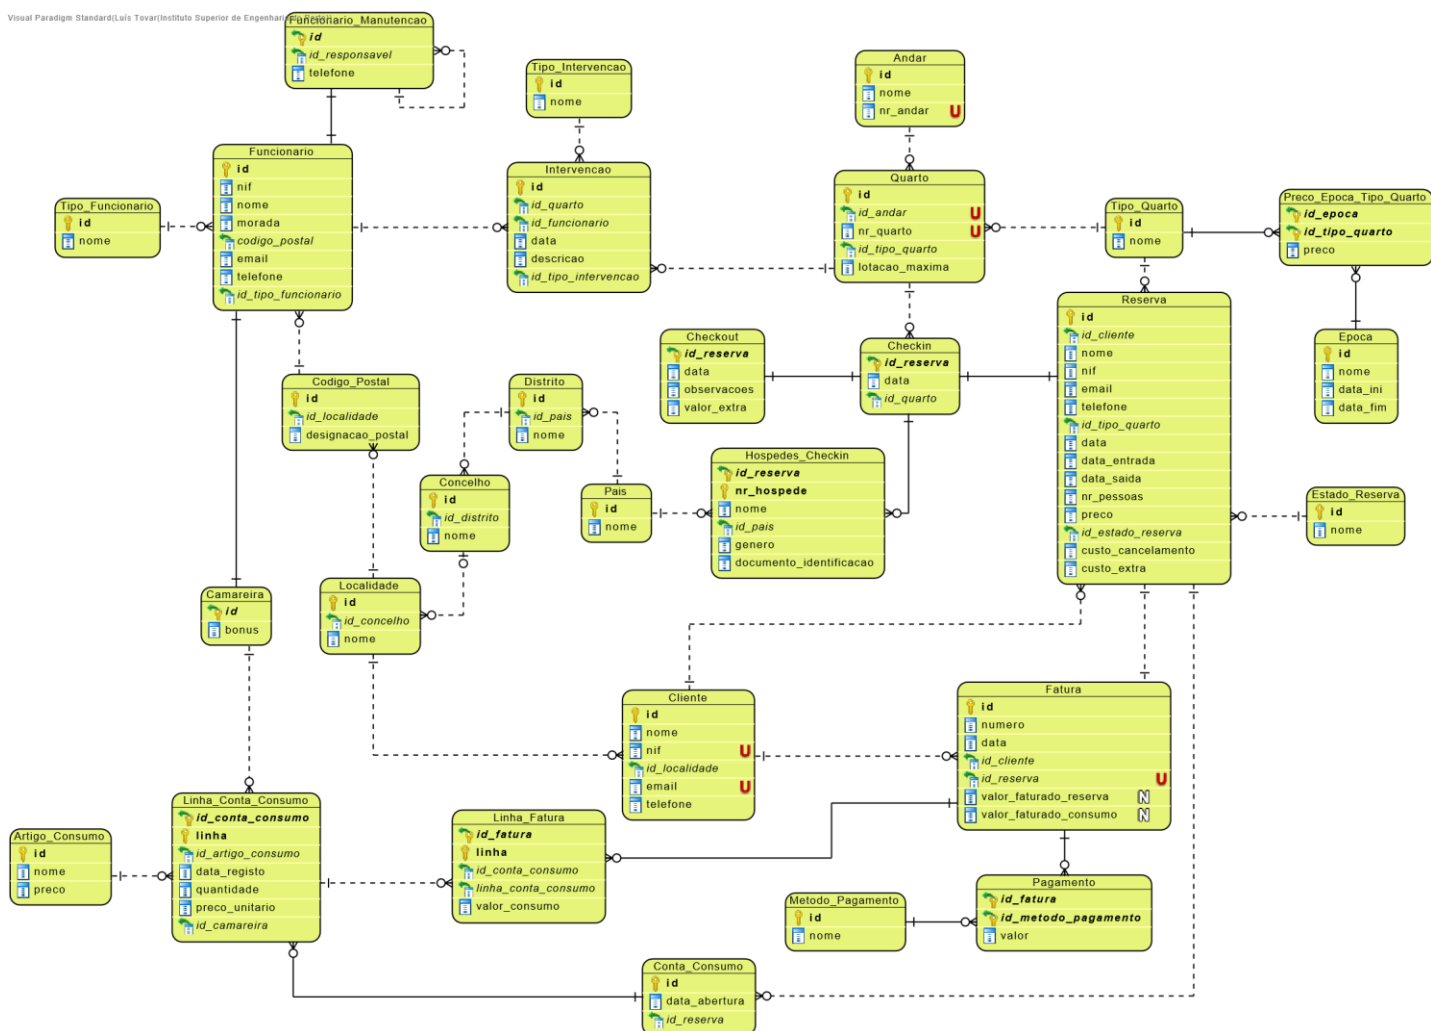 Visual Paradigm Standard(Luís Tovar(Instituto Superior de Engenharia do Porto))
Funcionario_Manutencao
id
id_responsavel
telefone
Tipo_Intervencao
id
nome
Andar
id
nome
nr_andar U
Funcionario
id
nif
nome
morada
codigo_postal
email
telefone
id_tipo_funcionario
Intervencao
id
id_quarto
id_funcionario
data
descricao
id_tipo_intervencao
Quarto
id
id_andar U
nr_quarto U
id_tipo_quarto
lotacao_maxima
Tipo_Funcionario
id
nome
Tipo_Quarto
id
nome
Preco_Epoca_Tipo_Quarto
id_epoca
id_tipo_quarto
preco
Reserva
id
id_cliente
nome
nif
email
telefone
id_tipo_quarto
data
data_entrada
data_saida
nr_pessoas
preco
id_estado_reserva
custo_cancelamento
custo_extra
Epoca
id
nome
data_ini
data_fim
Checkout
id_reserva
data
observacoes
valor_extra
Checkin
id_reserva
data
id_quarto
Codigo_Postal
id
id_localidade
designacao_postal
Distrito
id
id_pais
nome
Hospedes_Checkin
id_reserva
nr_hospede
nome
id_pais
genero
documento_identificacao
Concelho
id
id_distrito
nome
Pais
id
nome
Estado_Reserva
id
nome
Localidade
id
id_concelho
nome
Camareira
id
bonus
Cliente
id
nome
nif U
id_localidade
email U
telefone
Fatura
id
numero
data
id_cliente
id_reserva U
valor_faturado_reserva N
valor_faturado_consumo N
Linha_Conta_Consumo
id_conta_consumo
linha
id_artigo_consumo
data_registo
quantidade
preco_unitario
id_camareira
Linha_Fatura
id_fatura
linha
id_conta_consumo
linha_conta_consumo
valor_consumo
Artigo_Consumo
id
nome
preco
Pagamento
id_fatura
id_metodo_pagamento
valor
Metodo_Pagamento
id
nome
Conta_Consumo
id
data_abertura
id_reserva